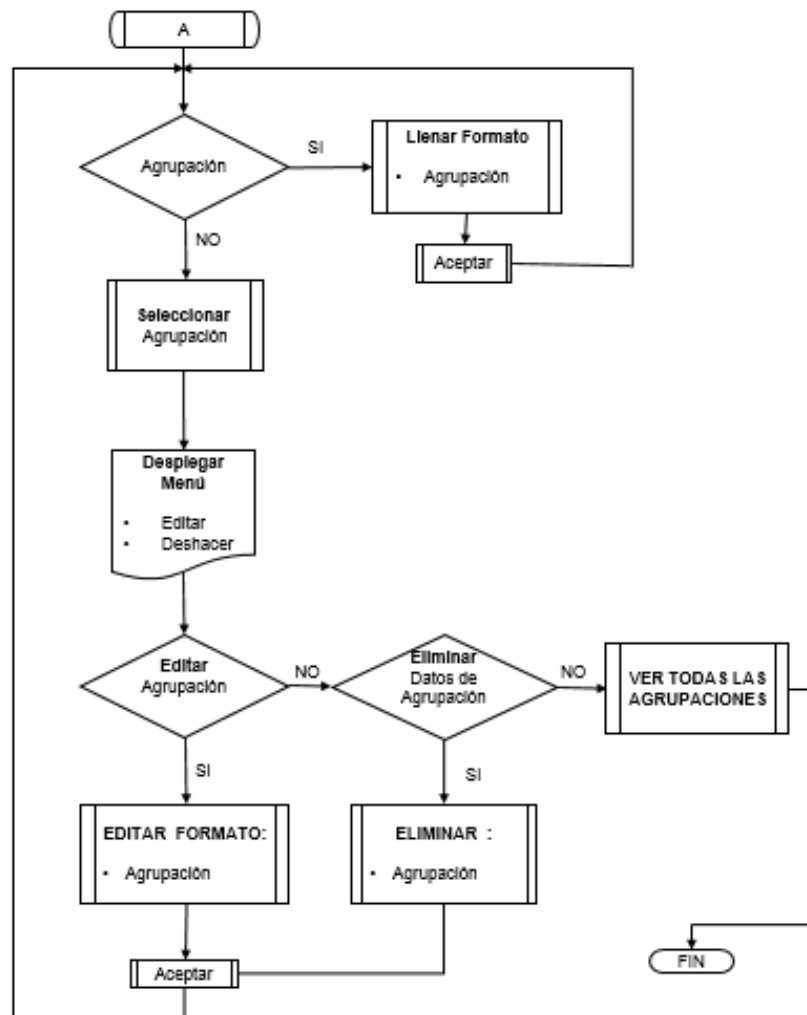 A
Agrupación
SI
Llenar Formato
• Agrupación
NO
Aceptar
Seleccionar
Agrupación
Desplegar
Menú
• Editar
• Deshacer
Editar
Agrupación
NO
Eliminar
Datos de
Agrupación
NO
VER TODAS LAS
AGRUPACIONES
SI
SI
EDITAR FORMATO:
• Agrupación
ELIMINAR :
• Agrupación
Aceptar
FIN